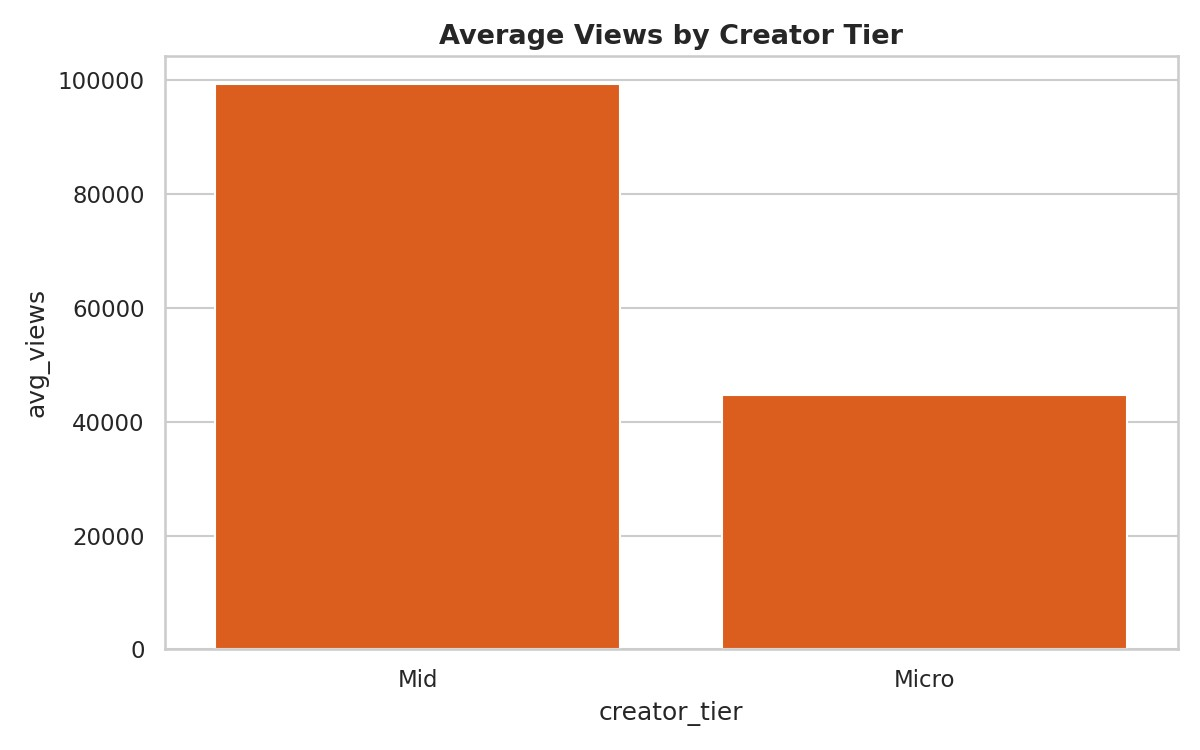 Average Views by Creator Tier
100000
80000
60000
40000
20000
0
avg_views
Mid
Micro
creator_tier